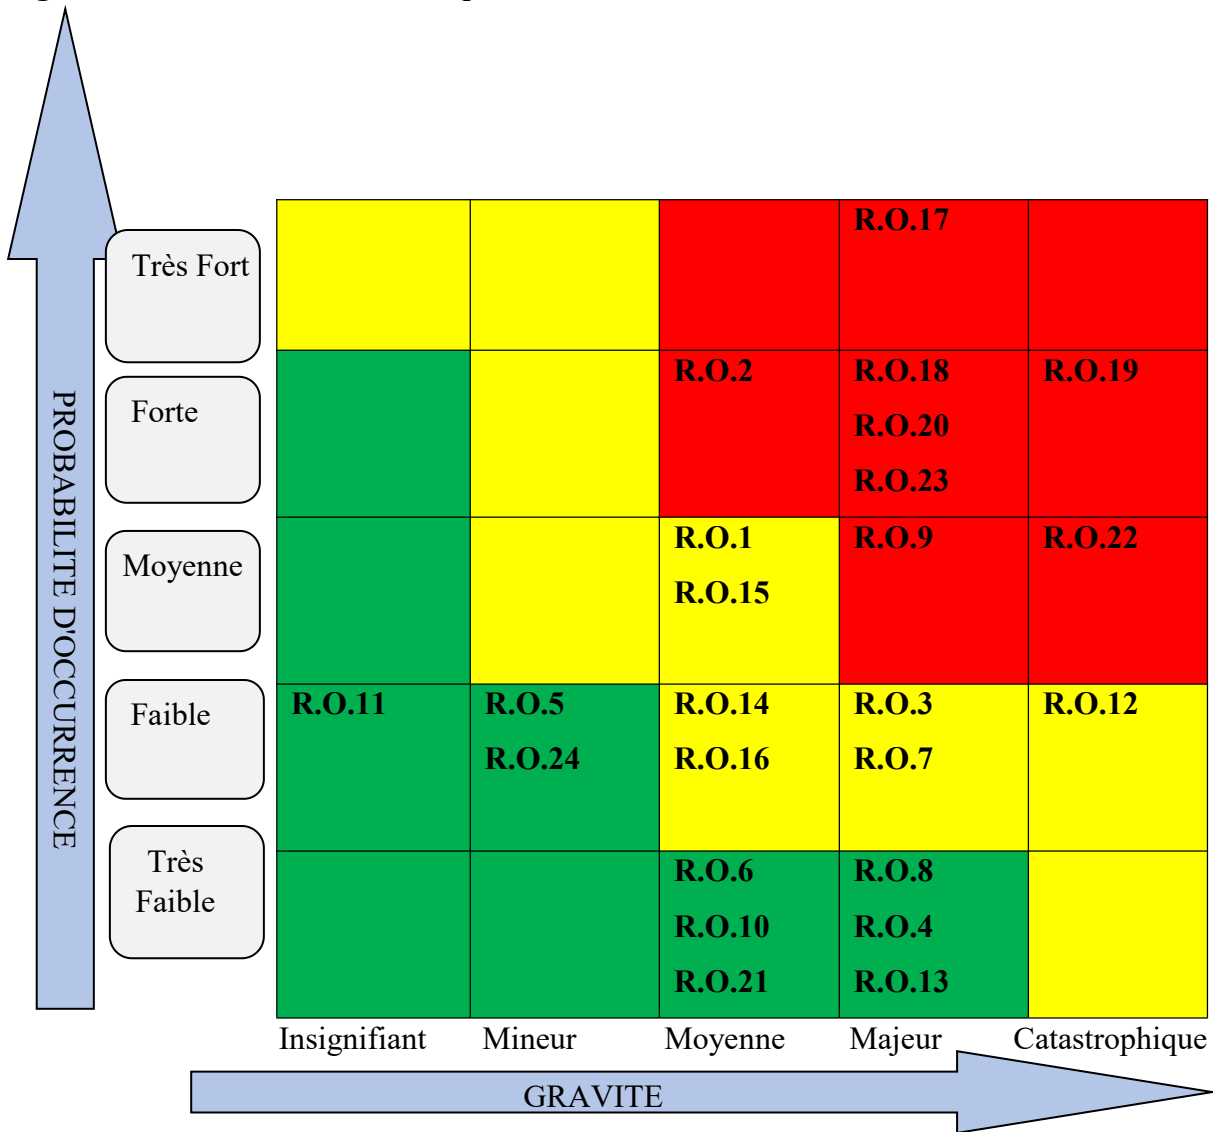 PROBABILITE D'OCCURRENCE
Très Fort
R.O.17
Forte
R.O.2
R.O.18
R.O.20
R.O.23
R.O.19
Moyenne
R.O.1
R.O.15
R.O.9
R.O.22
Faible
R.O.11
R.O.5
R.O.24
R.O.14
R.O.16
R.O.3
R.O.7
R.O.12
Très
Faible
R.O.6
R.O.10
R.O.21
R.O.8
R.O.4
R.O.13
Insignifiant
Mineur
Moyenne
Majeur
Catastrophique
GRAVITE